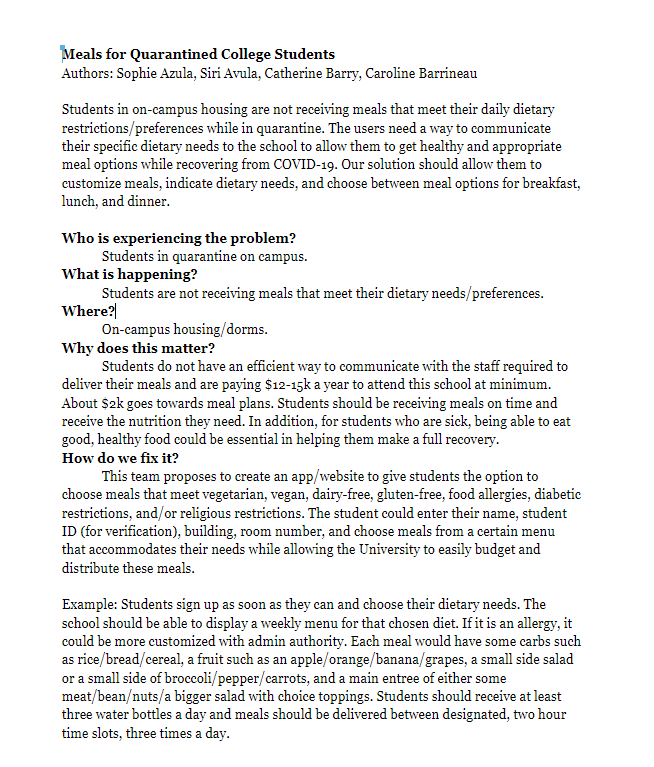 Meals for Quarantined College Students
Authors: Sophie Azula, Siri Avula, Catherine Barry, Caroline Barrineau
Students in on-campus housing are not receiving meals that meet their daily dietary
restrictions/preferences while in quarantine. The users need a way to communicate
their specific dietary needs to the school to allow them to get healthy and appropriate
meal options while recovering from COVID-19. Our solution should allow them to
customize meals, indicate dietary needs, and choose between meal options for breakfast,
lunch, and dinner.
Who is experiencing the problem?
Students in quarantine on campus.
What is happening?
Students are not receiving meals that meet their dietary needs/preferences.
Where?
On-campus housing/dorms.
Why does this matter?
Students do not have an efficient way to communicate with the staff required to
deliver their meals and are paying $12-15k a year to attend this school at minimum.
About $2k goes towards meal plans. Students should be receiving meals on time and
receive the nutrition they need. In addition, for students who are sick, being able to eat
good, healthy food could be essential in helping them make a full recovery.
How do we fix it?
This team proposes to create an app/website to give students the option to
choose meals that meet vegetarian, vegan, dairy-free, gluten-free, food allergies, diabetic
restrictions, and/or religious restrictions. The student could enter their name, student
ID (for verification), building, room number, and choose meals from a certain menu
that accommodates their needs while allowing the University to easily budget and
distribute these meals.
Example: Students sign up as soon as they can and choose their dietary needs. The
school should be able to display a weekly menu for that chosen diet. If it is an allergy, it
could be more customized with admin authority. Each meal would have some carbs such
as rice/bread/cereal, a fruit such as an apple/orange/banana/grapes, a small side salad
or a small side of broccoli/pepper/carrots, and a main entree of either some
meat/bean/nuts/a bigger salad with choice toppings. Students should receive at least
three water bottles a day and meals should be delivered between designated, two hour
time slots, three times a day.